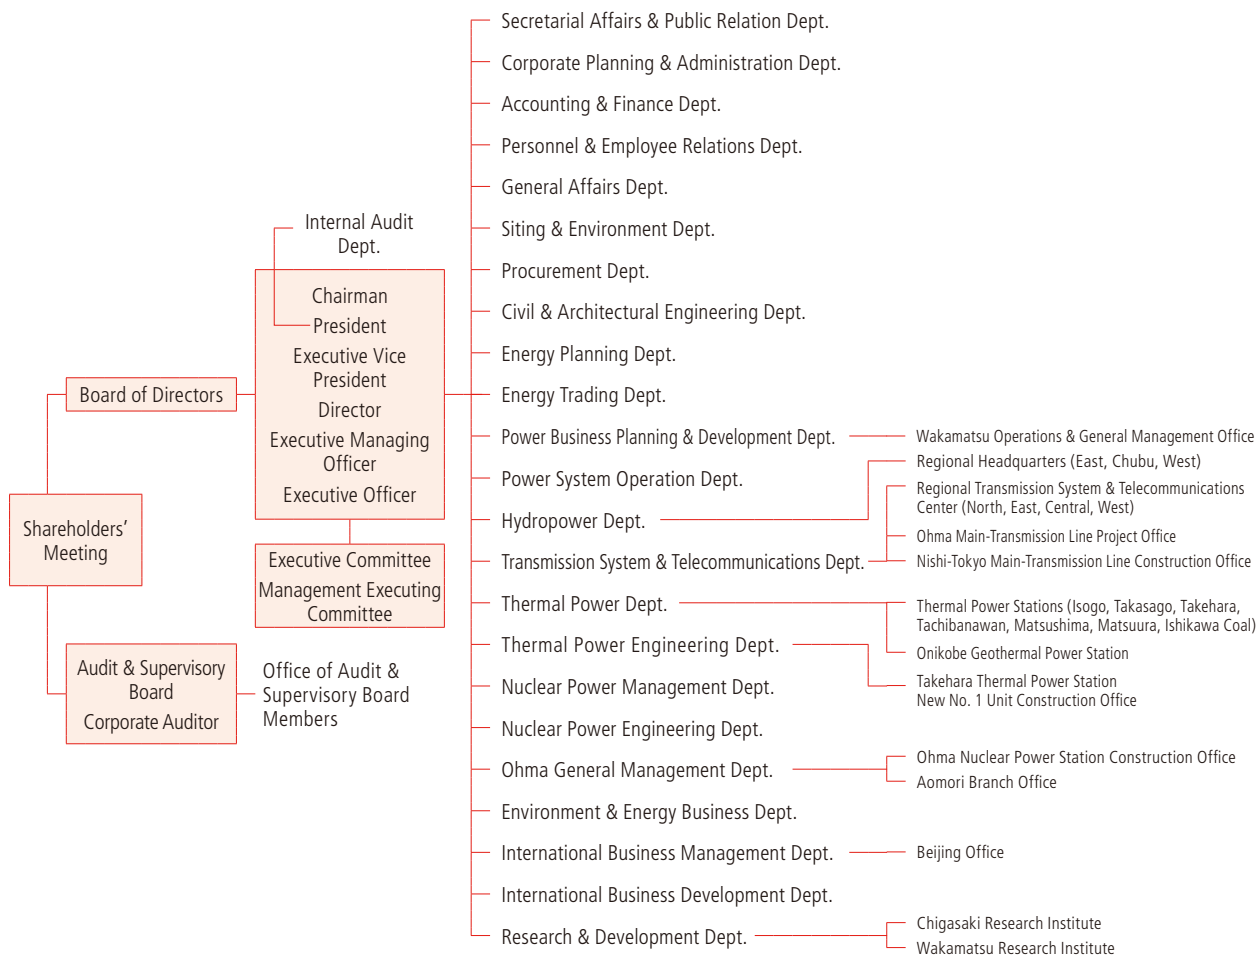 Shareholders’
Meeting
Board of Directors
Audit & Supervisory
Board
Corporate Auditor
Office of Audit &
Supervisory Board
Members
Internal Audit
Dept.
Chairman
President
Executive Vice
President
Director
Executive Managing
Officer
Executive Officer
Executive Committee
Management Executing
Committee
Secretarial Affairs & Public Relation Dept.
Corporate Planning & Administration Dept.
Accounting & Finance Dept.
Personnel & Employee Relations Dept.
General Affairs Dept.
Siting & Environment Dept.
Procurement Dept.
Civil & Architectural Engineering Dept.
Energy Planning Dept.
Energy Trading Dept.
Power Business Planning & Development Dept.
Power System Operation Dept.
Hydropower Dept.
Transmission System & Telecommunications Dept.
Thermal Power Dept.
Thermal Power Engineering Dept.
Nuclear Power Management Dept.
Nuclear Power Engineering Dept.
Ohma General Management Dept.
Environment & Energy Business Dept.
International Business Management Dept.
International Business Development Dept.
Research & Development Dept.
Wakamatsu Operations & General Management Office
Regional Headquarters (East, Chubu, West)
Regional Transmission System & Telecommunications
Center (North, East, Central, West)
Ohma Main-Transmission Line Project Office
Nishi-Tokyo Main-Transmission Line Construction Office
Thermal Power Stations (Isogo, Takasago, Takehara,
Tachibanawan, Matsushima, Matsuura, Ishikawa Coal)
Onikobe Geothermal Power Station
Takehara Thermal Power Station
New No. 1 Unit Construction Office
Ohma Nuclear Power Station Construction Office
Aomori Branch Office
Beijing Office
Chigasaki Research Institute
Wakamatsu Research Institute